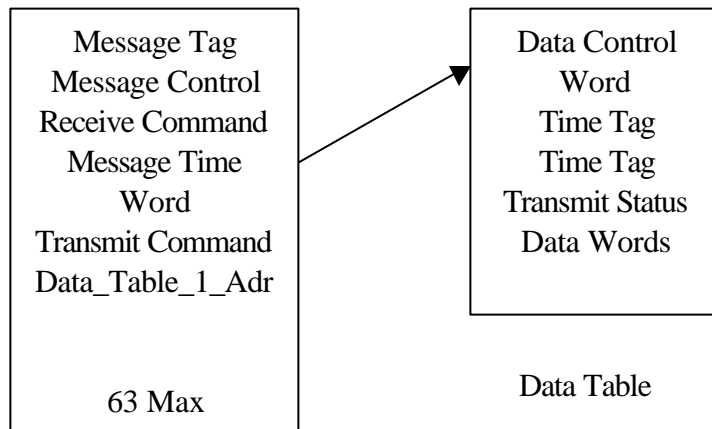 Message Tag
Message Control
Receive Command
Message Time
Word
Transmit Command
Data_Table_1_Adr
63 Max
Data Control
Word
Time Tag
Time Tag
Transmit Status
Data Words
Data Table